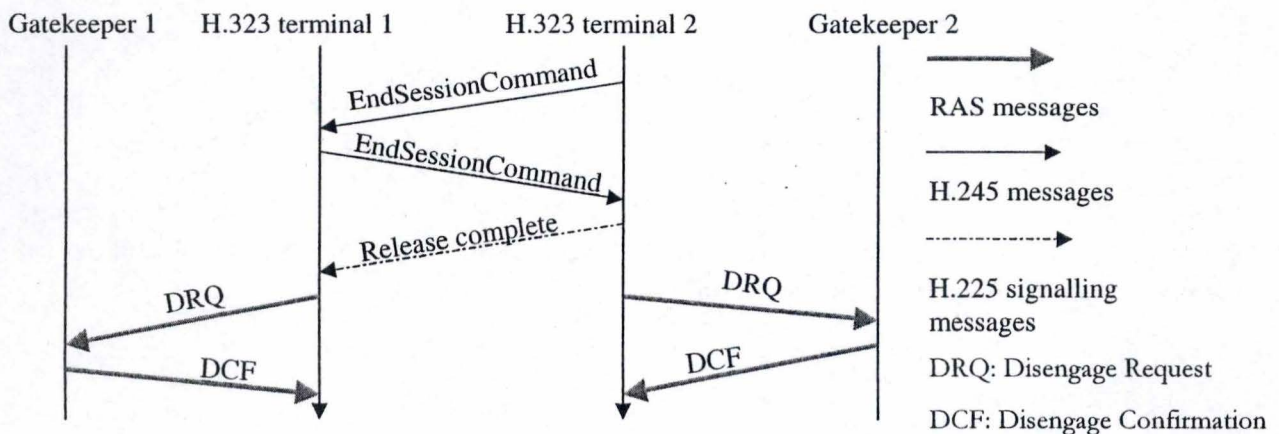 Gatekeeper 1 H.323 terminal 1 H.323 terminal 2 Gatekeeper 2
EndSessionCommand
EndSessionCommand
Release complete
DRQ
DRQ
DCF
DCF
RAS messages
H.245 messages
H.225 signalling
messages
DRQ: Disengage Request
DCF: Disengage Confirmation